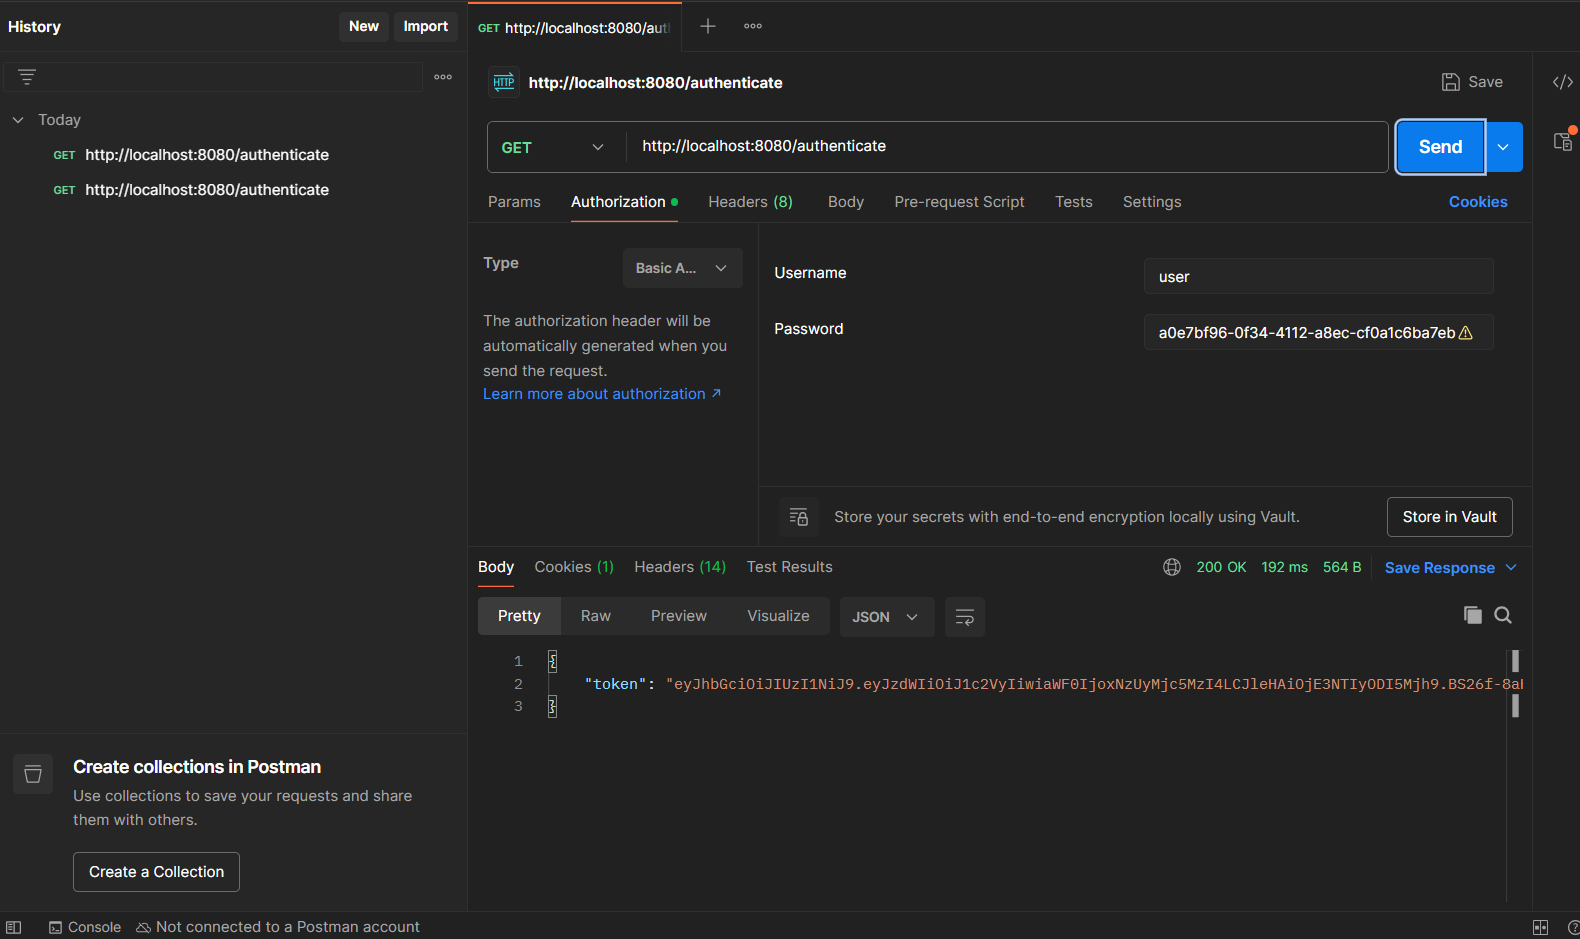 History
New
Import
Today
GET http://localhost:8080/authenticate
GET http://localhost:8080/authenticate
Create collections in Postman
Use collections to save your requests and share
them with others.
Create a Collection
GET http://localhost:8080/aut
HTTP http://localhost:8080/authenticate
Save
GET
http://localhost:8080/authenticate
Send
Params
Authorization
Headers (8)
Body
Pre-request Script
Tests
Settings
Cookies
Type
Basic A...
The authorization header will be
automatically generated when you
send the request.
Learn more about authorization ↗
Username
user
Password
a0e7bf96-0f34-4112-a8ec-cf0a1c6ba7eb
Store your secrets with end-to-end encryption locally using Vault.
Store in Vault
Body
Cookies (1)
Headers (14)
Test Results
200 OK
192 ms
564 B
Save Response
Pretty
Raw
Preview
Visualize
JSON
1 {
2 "token": "eyJhbGciOiJIUzI1NiJ9.eyJzdWIiOiJ1c2VyIiwiaWF0IjoxNzUyMjc5MzI4LCJleHAiOjE3NTIyODI5Mjh9.BS26f-8a
3 }
Console
Not connected to a Postman account